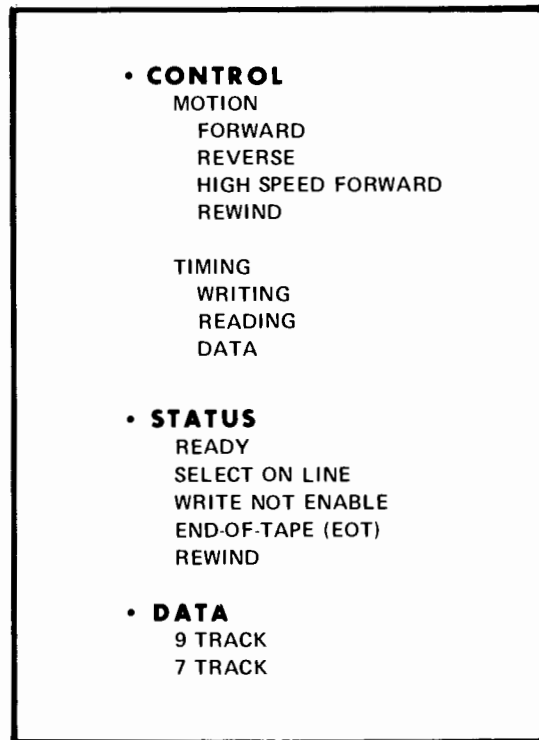 • CONTROL
MOTION
FORWARD
REVERSE
HIGH SPEED FORWARD
REWIND
TIMING
WRITING
READING
DATA
• STATUS
READY
SELECT ON LINE
WRITE NOT ENABLE
END-OF-TAPE (EOT)
REWIND
• DATA
9 TRACK
7 TRACK